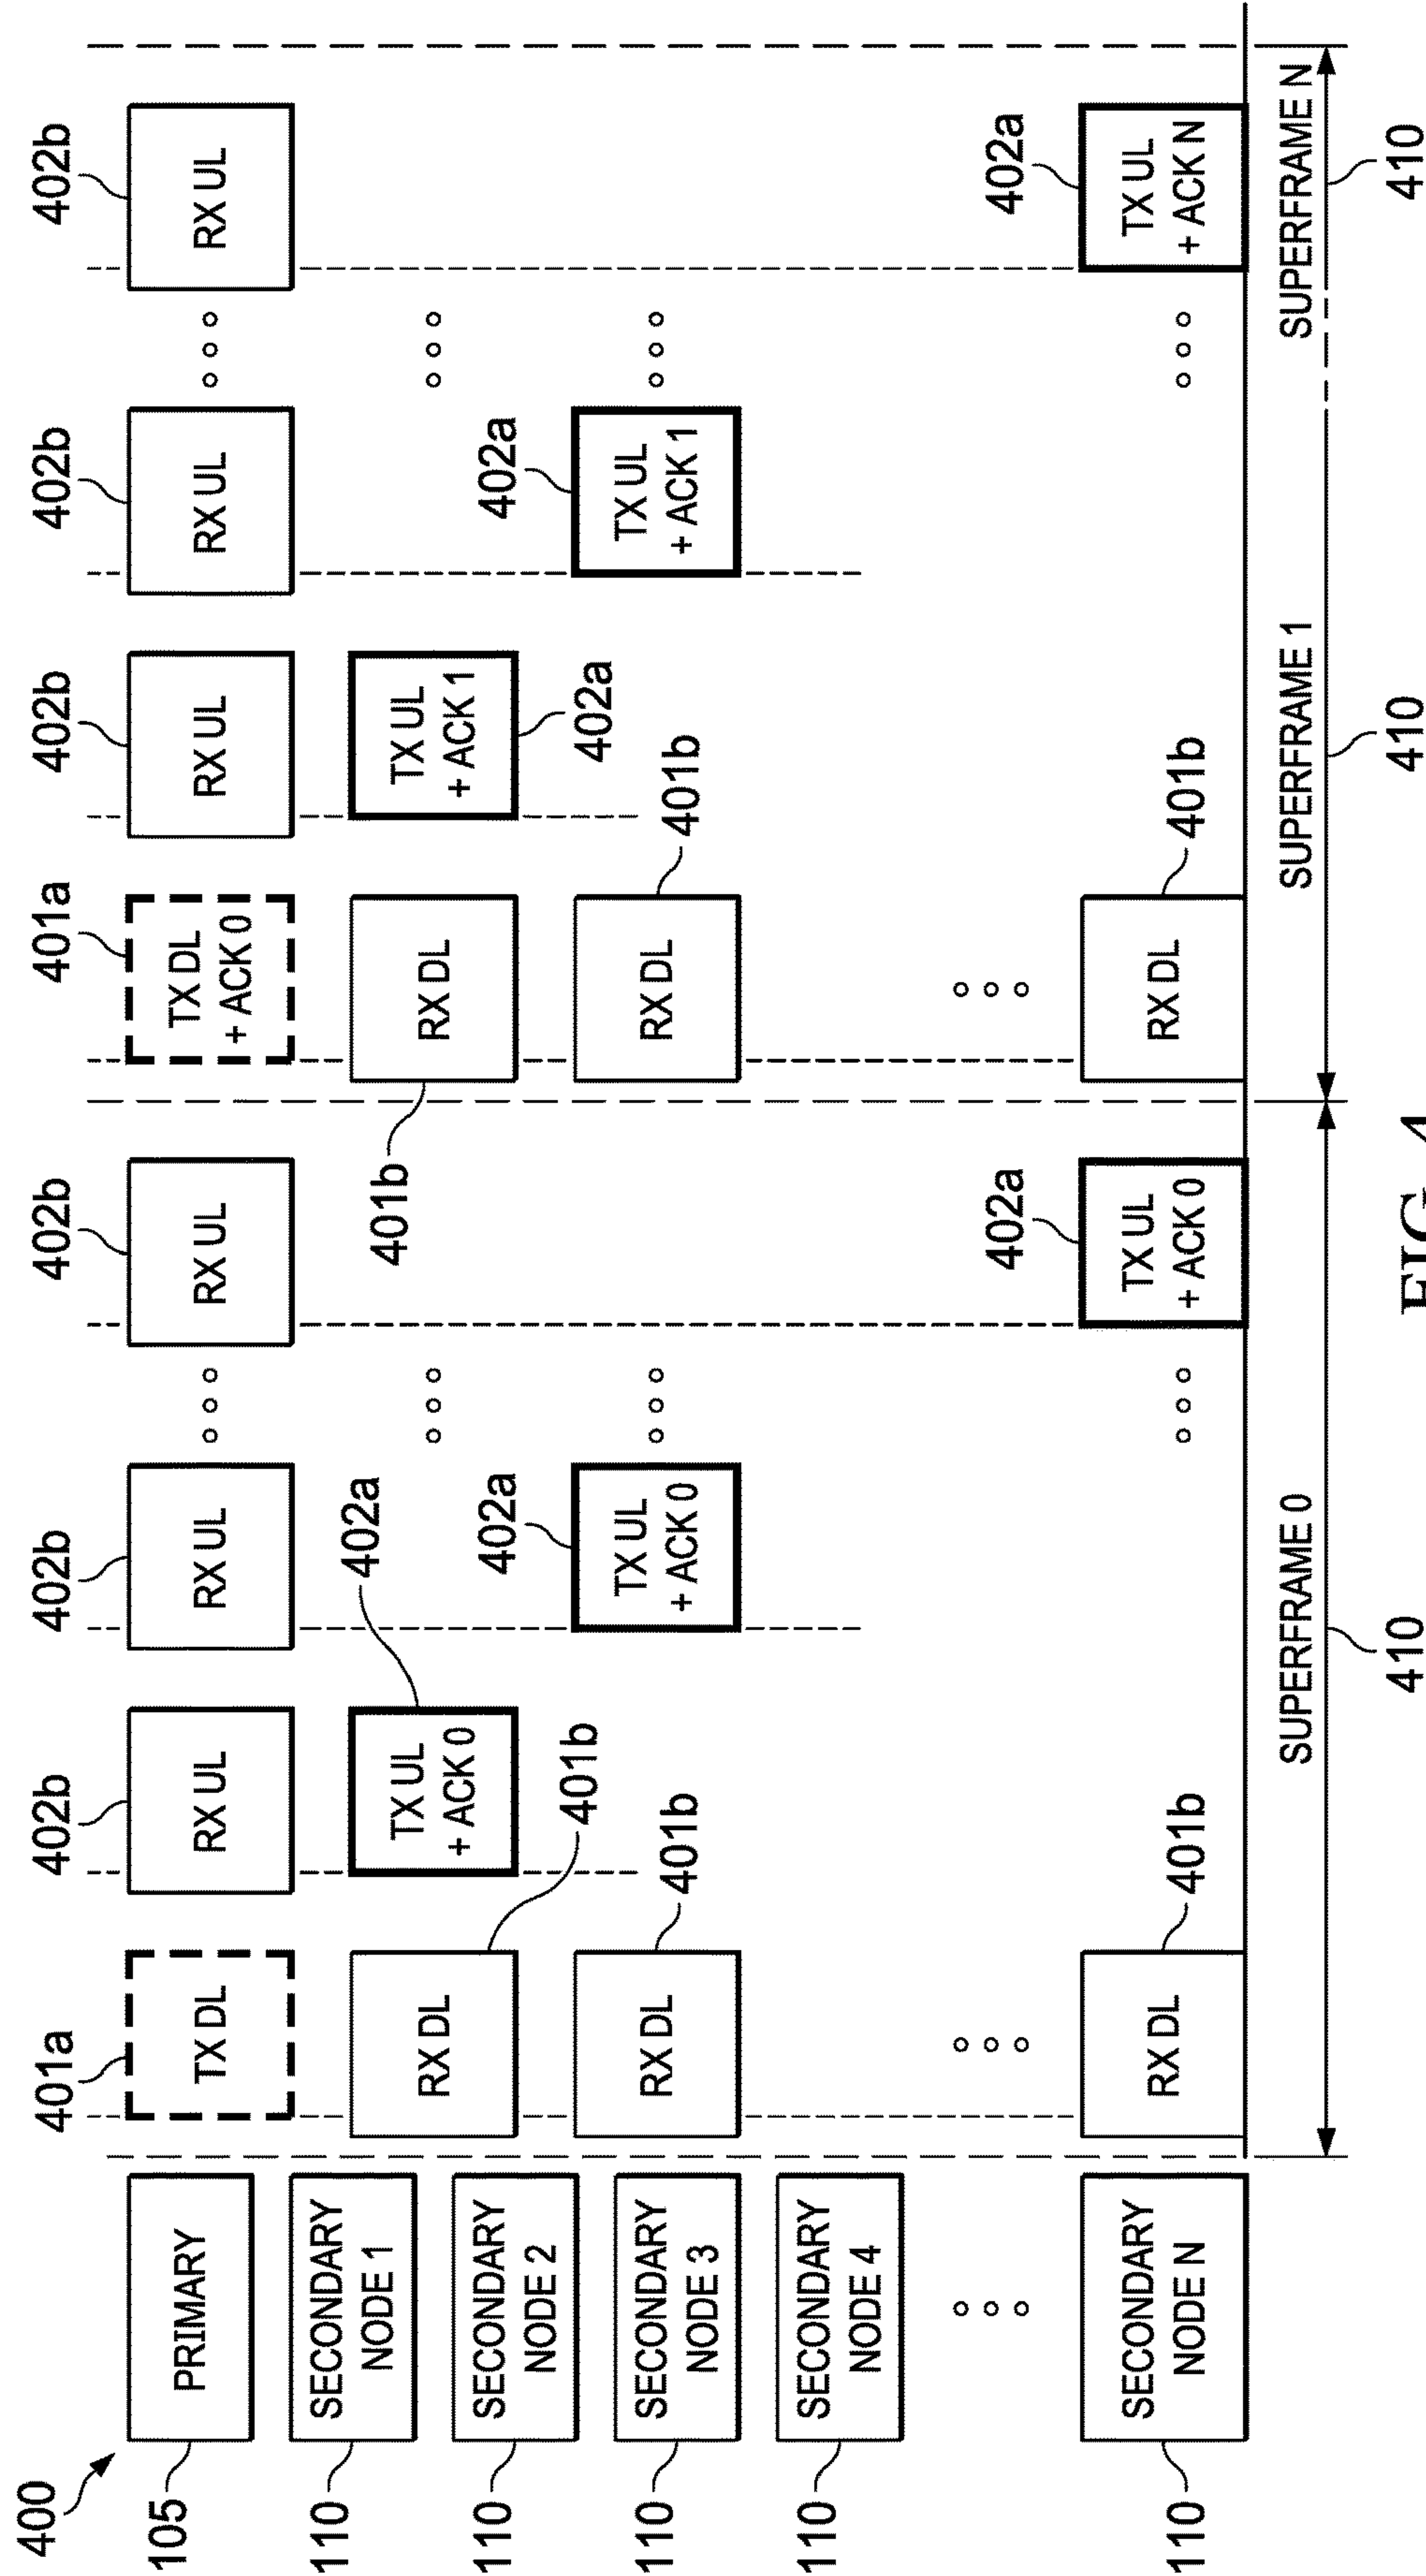 400
105
PRIMARY
401a
TX DL
402b
RX UL
402b
RX UL
402b
RX UL
401a
TX DL
+ ACK 0
402b
RX UL
402b
RX UL
402b
RX UL
110
SECONDARY
NODE 1
RX DL
401b
TX UL
+ ACK 0
402a
RX DL
401b
TX UL
+ ACK 1
402a
110
SECONDARY
NODE 2
110
SECONDARY
NODE 3
RX DL
401b
TX UL
+ ACK 0
402a
RX DL
401b
TX UL
+ ACK 1
402a
110
SECONDARY
NODE 4
110
SECONDARY
NODE N
RX DL
401b
TX UL
+ ACK 0
402a
RX DL
401b
TX UL
+ ACK N
402a
SUPERFRAME 0
SUPERFRAME 1
SUPERFRAME N
410
410
410